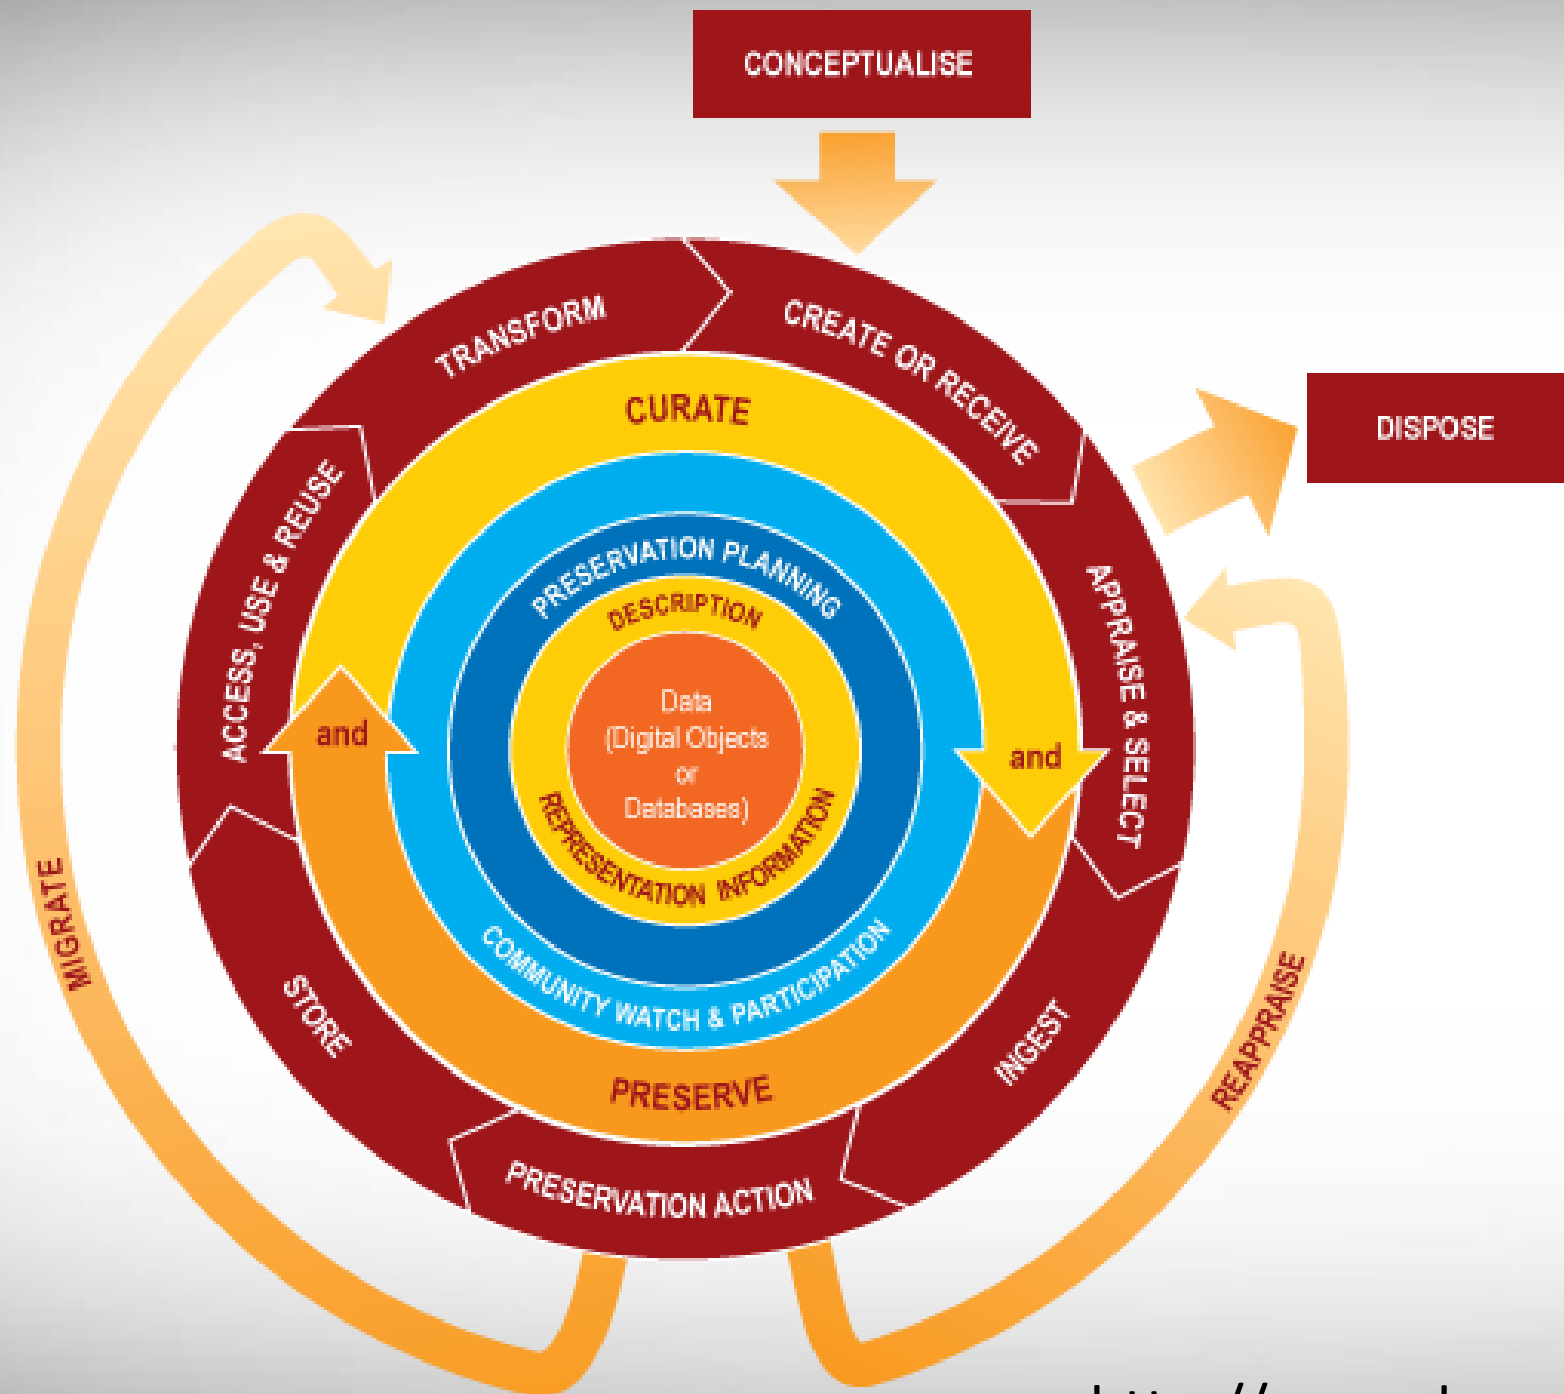 CONCEPTUALISE
TRANSFORM
CREATE OR RECEIVE
DISPOSE
CURATE
ACCESS, USE & REUSE
PRESERVATION PLANNING
DESCRIPTION
APPRAISE & SELECT
Data
(Digital Objects
or
Databases)
and
and
REPRESENTATION INFORMATION
MIGRATE
COMMUNITY WATCH & PARTICIPATION
STORE
INGEST
REAPPRAISE
PRESERVE
PRESERVATION ACTION